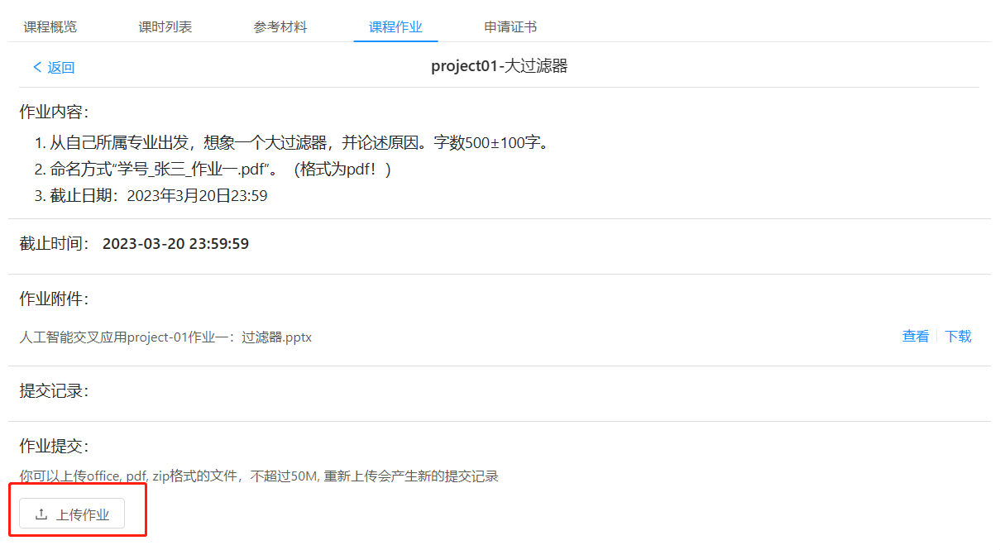 课程概览 课时列表 参考材料 课程作业 申请证书
返回 project01-大过滤器
作业内容：
1. 从自己所属专业出发，想象一个大过滤器，并论述原因。字数500±100字。
2. 命名方式“学号_张三_作业一.pdf”。（格式为pdf！）
3. 截止日期：2023年3月20日23:59
截止时间： 2023-03-20 23:59:59
作业附件：
人工智能交叉应用project-01作业一：过滤器.pptx 查看 下载
提交记录：
作业提交：
你可以上传office, pdf, zip格式的文件，不超过50M, 重新上传会产生新的提交记录
上传作业